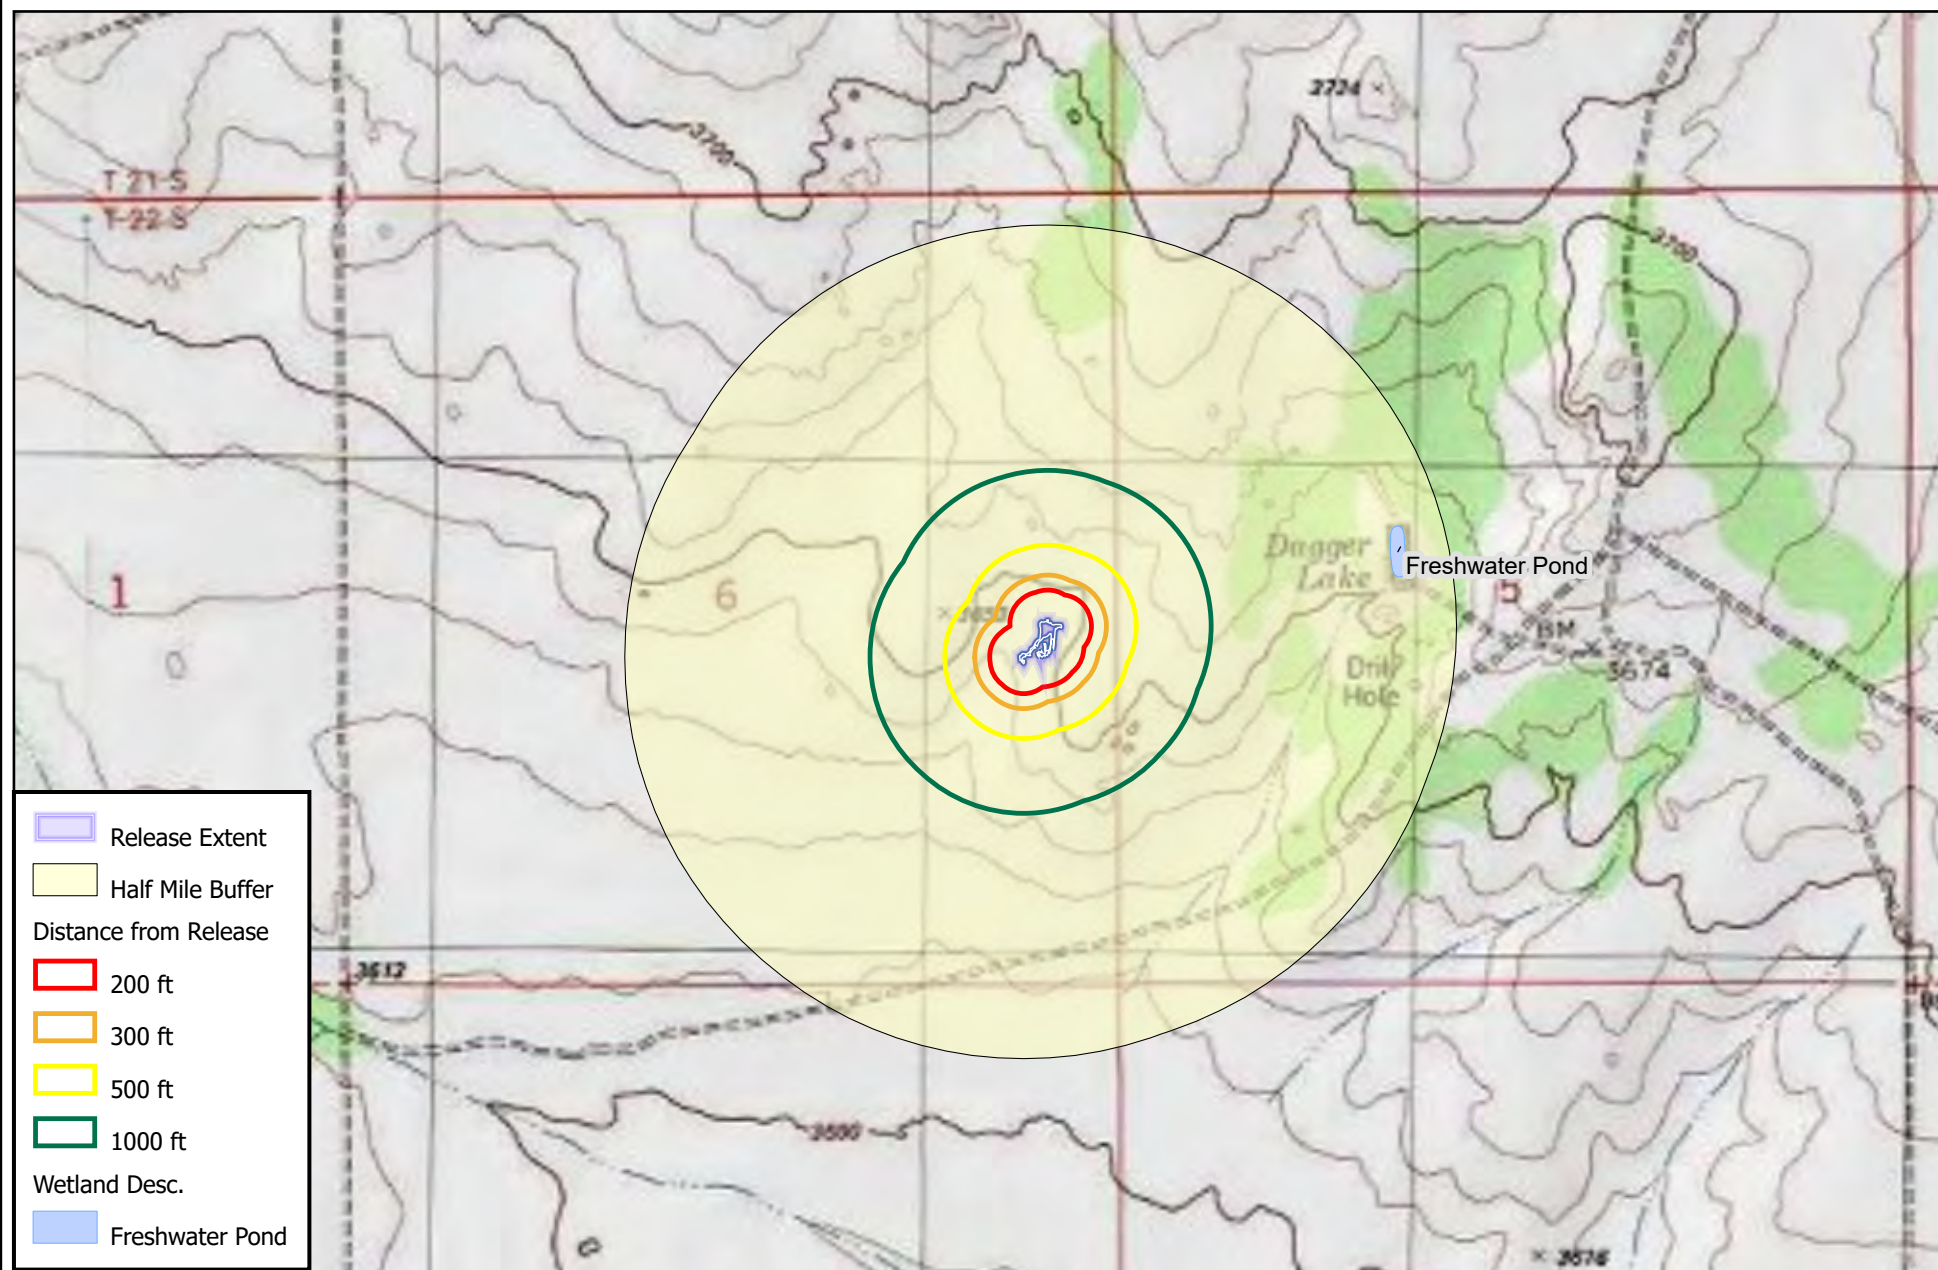 3724
3700
T 21-S
T-22-S
3700
Dagger
Lake
Freshwater Pond
1
6
5
3650
BM
3674
Drill
Hole
Release Extent
Half Mile Buffer
Distance from Release
200 ft
300 ft
500 ft
1000 ft
Wetland Desc.
Freshwater Pond
3612
3600
3676